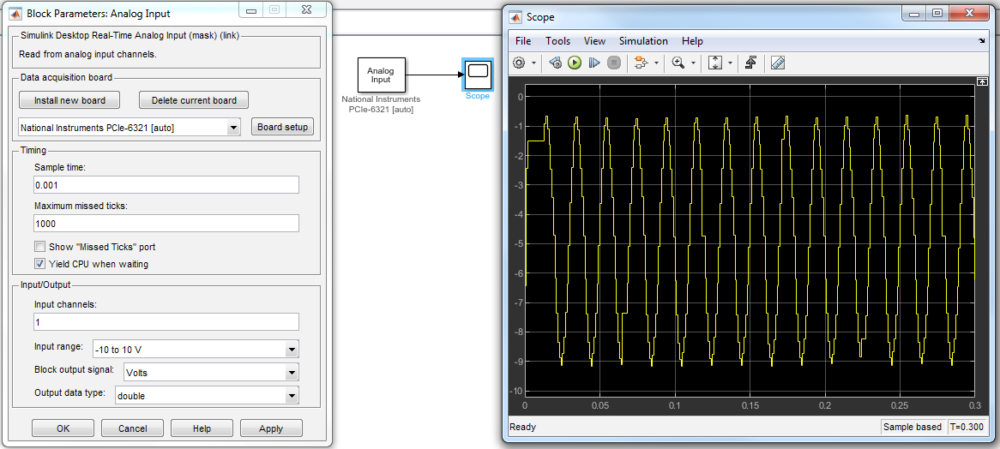 Block Parameters: Analog Input
Simulink Desktop Real-Time Analog Input (mask) (link)
Read from analog input channels.
Data acquisition board
Install new board
Delete current board
National Instruments PCIe-6321 [auto]
Board setup
Timing
Sample time:
0.001
Maximum missed ticks:
1000
Show "Missed Ticks" port
Yield CPU when waiting
Input/Output
Input channels:
1
Input range:
-10 to 10 V
Block output signal:
Volts
Output data type:
double
OK
Cancel
Help
Apply
Analog
Input
National Instruments
PCIe-6321 [auto]
Scope
Scope
File Tools View Simulation Help
0
-1
-2
-3
-4
-5
-6
-7
-8
-9
-10
0 0.05 0.1 0.15 0.2 0.25 0.3
Ready
Sample based
T=0.300